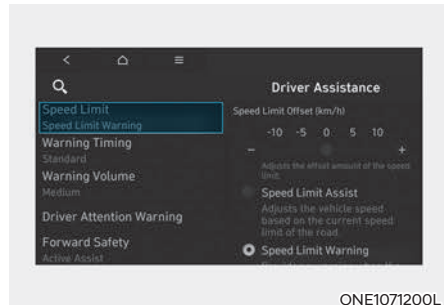 Driver Assistance
Speed Limit
Speed Limit Warning
Warning Timing
Standard
Warning Volume
Medium
Driver Attention Warning
Forward Safety
Active Assist
Speed Limit Offset (km/h)
-10 -5 0 5 10
− +
Adjusts the offset amount of the speed
limit.
Speed Limit Assist
Adjusts the vehicle speed
based on the current speed
limit of the road.
Speed Limit Warning
ONE1071200L